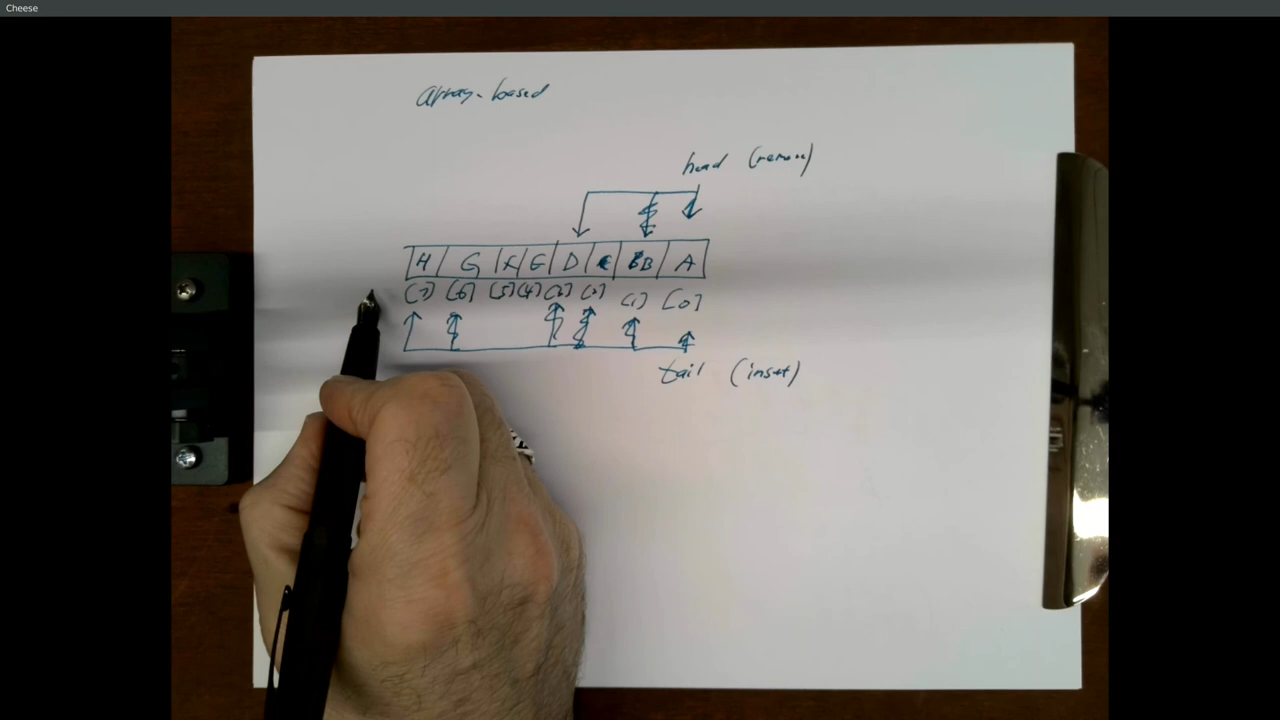 Cheese
array-based
head (remove)
H G F E D C B A
[7] [6] [5] [4] [3] [2] [1] [0]
tail (insert)